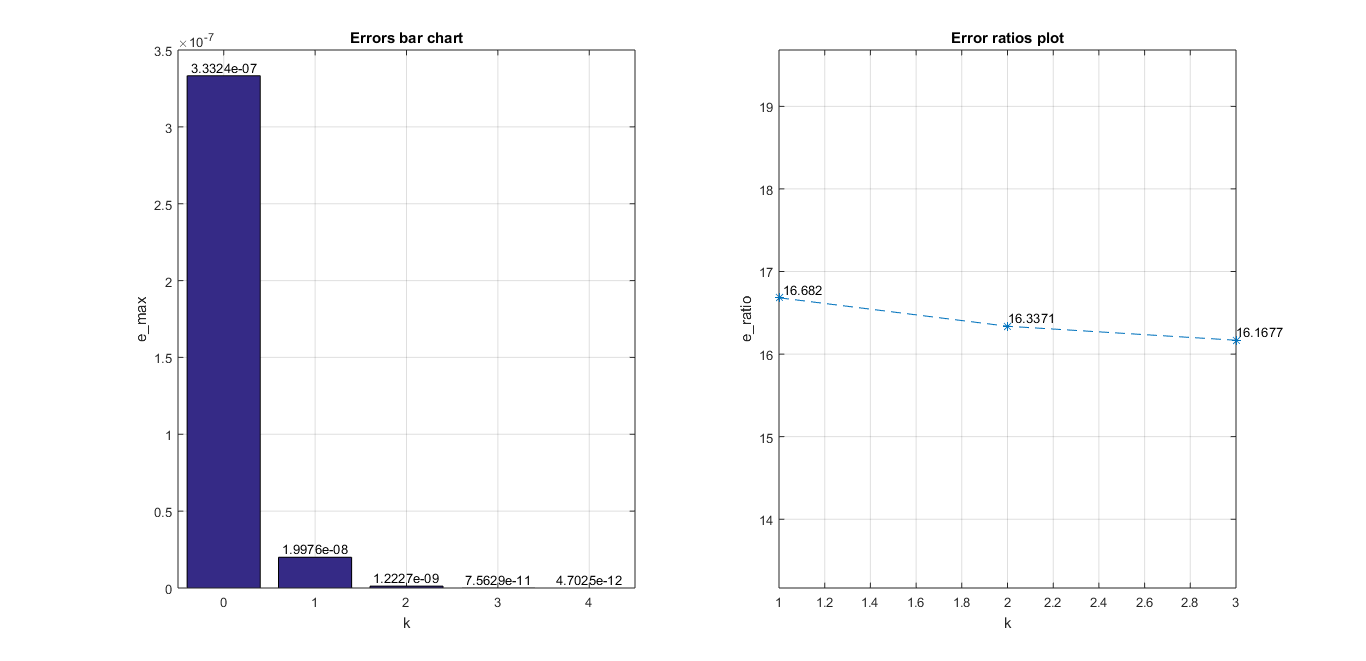 Errors bar chart
×10-7
3.5
3
2.5
2
1.5
1
0.5
0
e_max
3.3324e-07
1.9976e-08
1.2227e-09
7.5629e-11
4.7025e-12
0 1 2 3 4
k
Error ratios plot
19
18
17
16
15
14
e_ratio
16.682
16.3371
16.1677
1 1.2 1.4 1.6 1.8 2 2.2 2.4 2.6 2.8 3
k